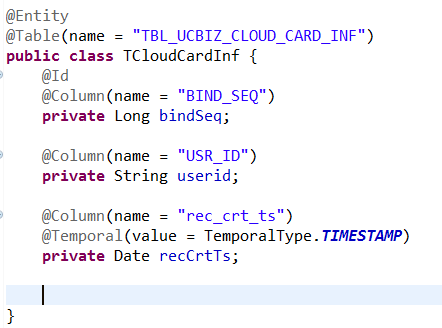 @Entity
@Table(name = "TBL_UCBIZ_CLOUD_CARD_INF")
public class TCloudCardInf {
    @Id
    @Column(name = "BIND_SEQ")
    private Long bindSeq;

    @Column(name = "USR_ID")
    private String userid;

    @Column(name = "rec_crt_ts")
    @Temporal(value = TemporalType.TIMESTAMP)
    private Date recCrtTs;

}